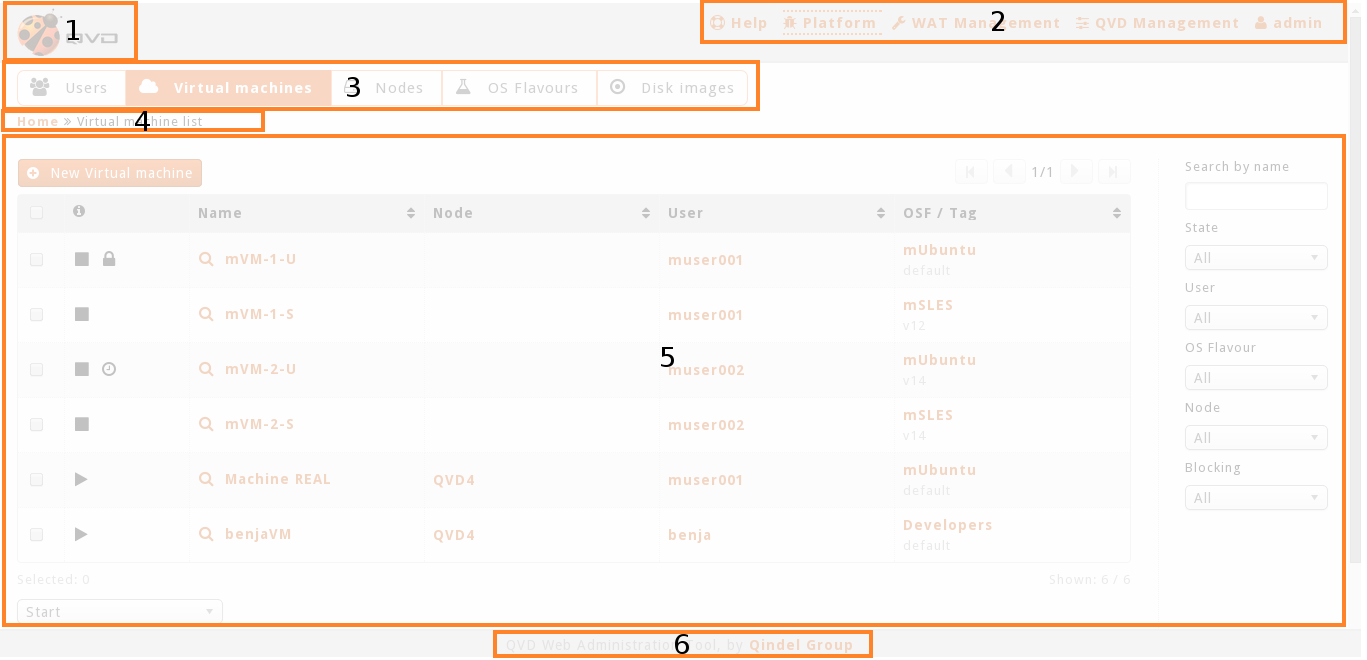 1
QVD
2
Help Platform WAT Management QVD Management admin
3
Users Virtual machines Nodes OS Flavours Disk images
4
Home » Virtual machine list
5
New Virtual machine
1/1
Name Node User OSF / Tag
mVM-1-U muser001 mUbuntu
default
mVM-1-S muser001 mSLES
v12
mVM-2-U muser002 mUbuntu
v14
mVM-2-S muser002 mSLES
v14
Machine REAL QVD4 muser001 mUbuntu
default
benjaVM QVD4 benja Developers
default
Selected: 0 Shown: 6 / 6
Start
Search by name
State
All
User
All
OS Flavour
All
Node
All
Blocking
All
6
QVD Web Administration Tool, by Qindel Group